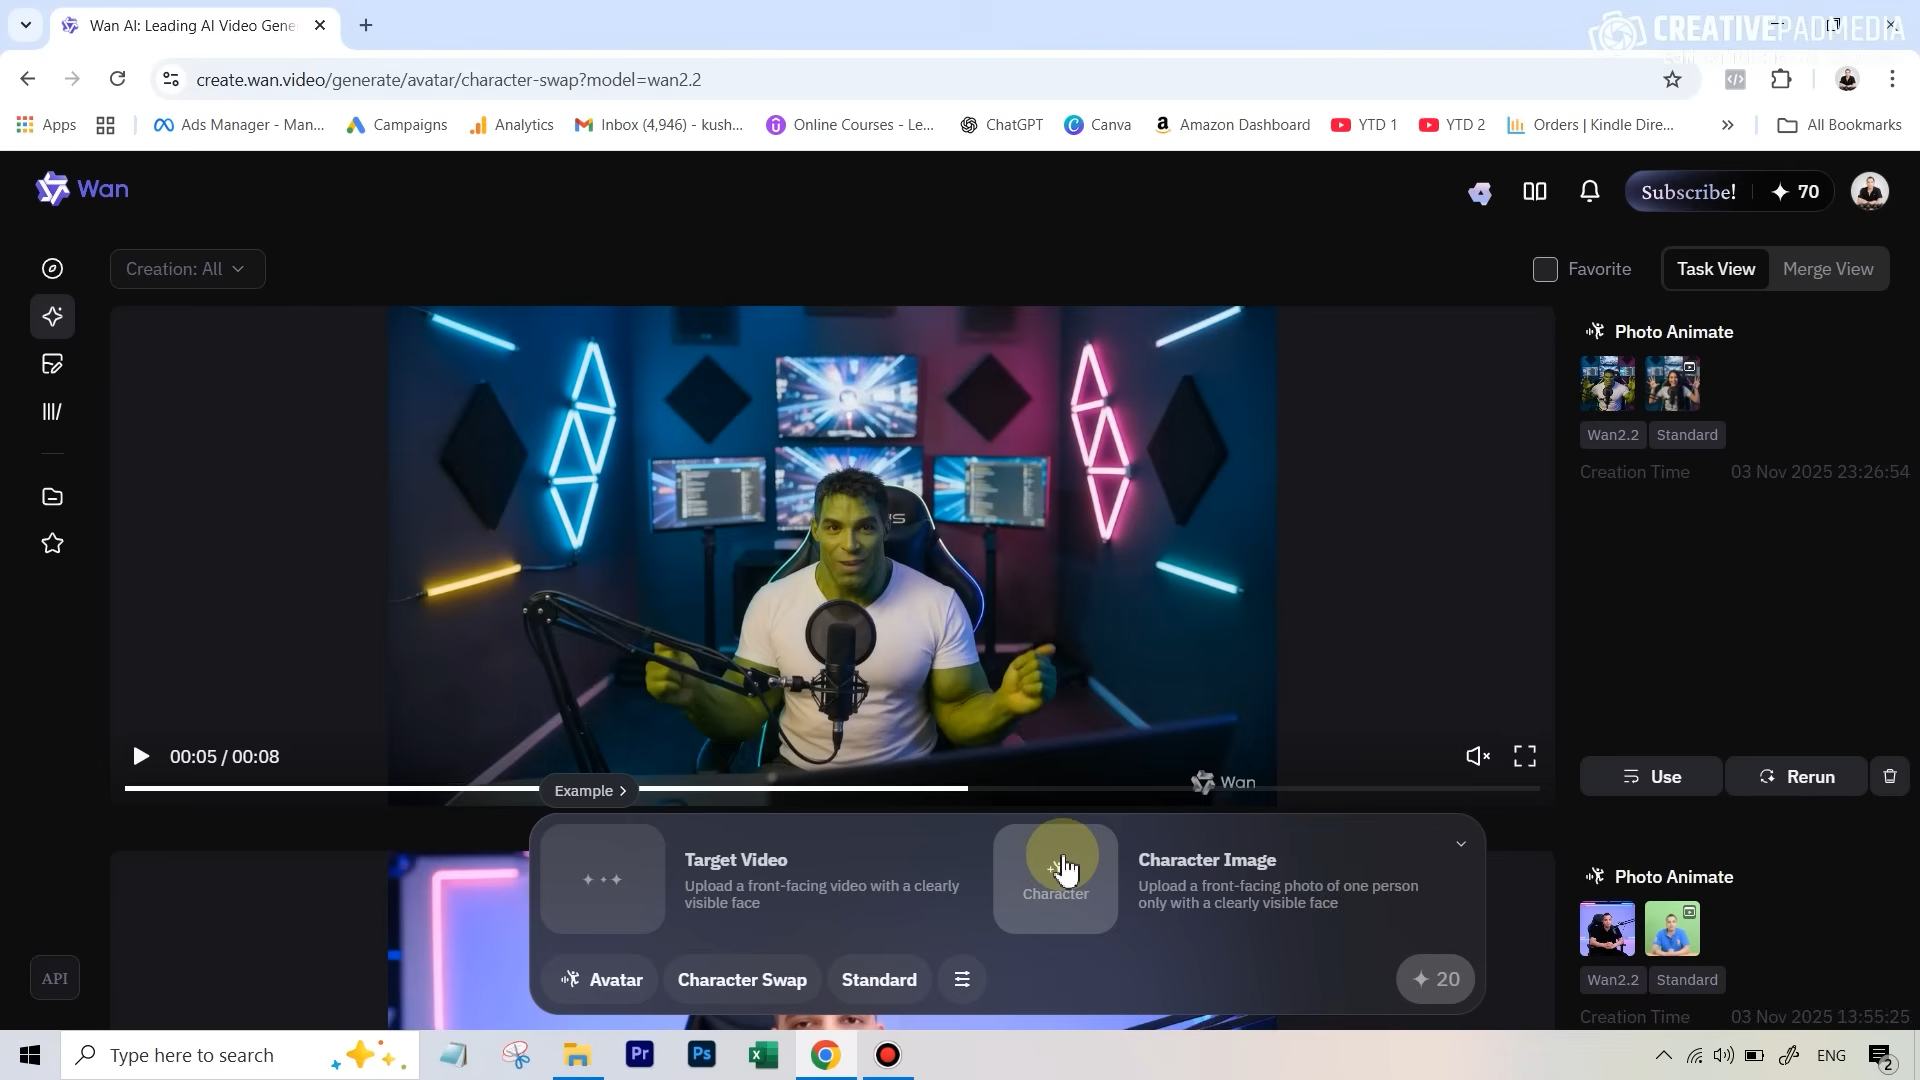 Wan AI: Leading AI Video Gene
CREATIVEPADMEDIA
create.wan.video/generate/avatar/character-swap?model=wan2.2
Apps
Ads Manager - Man...
Campaigns
Analytics
Inbox (4,946) - kush...
Online Courses - Le...
ChatGPT
Canva
Amazon Dashboard
YTD 1
YTD 2
Orders | Kindle Dire...
All Bookmarks
Wan
Subscribe!
70
Creation: All
Favorite
Task View
Merge View
Photo Animate
Wan2.2
Standard
Creation Time
03 Nov 2025 23:26:54
00:05 / 00:08
Wan
Use
Rerun
Example
Target Video
Upload a front-facing video with a clearly
visible face
Character
Character Image
Upload a front-facing photo of one person
only with a clearly visible face
Avatar
Character Swap
Standard
20
API
Photo Animate
Wan2.2
Standard
Creation Time
03 Nov 2025 13:55:25
Type here to search
Pr
Ps
ENG
2